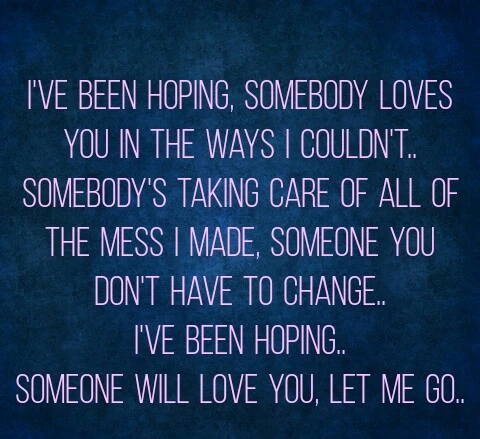 I'VE BEEN HOPING, SOMEBODY LOVES
YOU IN THE WAYS I COULDN'T..
SOMEBODY'S TAKING CARE OF ALL OF
THE MESS I MADE, SOMEONE YOU
DON'T HAVE TO CHANGE..
I'VE BEEN HOPING..
SOMEONE WILL LOVE YOU, LET ME GO..